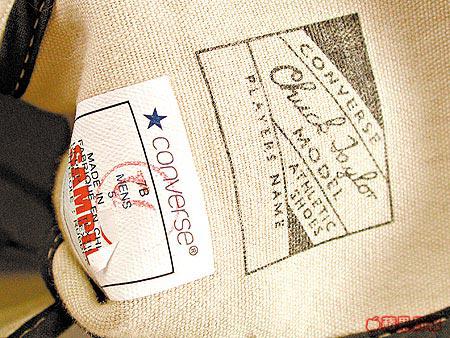 converse®
7B
MENS
5
SAMPLE
MADE IN
CONVERSE
Chuck Taylor
MODEL
ATHLETIC
SHOES
PLAYERS NAME